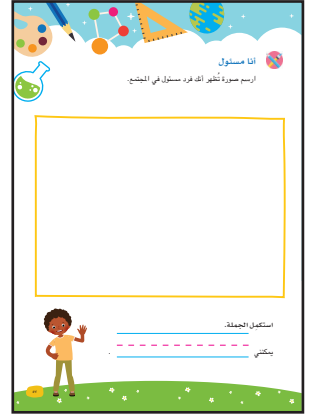 أنا مسئول
ارسم صورة تُظهر أنك فرد مسئول في المجتمع.
استكمل الجملة.
يمكنني .